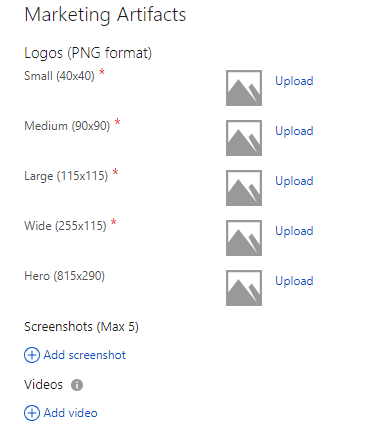 Marketing Artifacts
Logos (PNG format)
Small (40x40) * Upload
Medium (90x90) * Upload
Large (115x115) * Upload
Wide (255x115) * Upload
Hero (815x290) Upload
Screenshots (Max 5)
Add screenshot
Videos
Add video